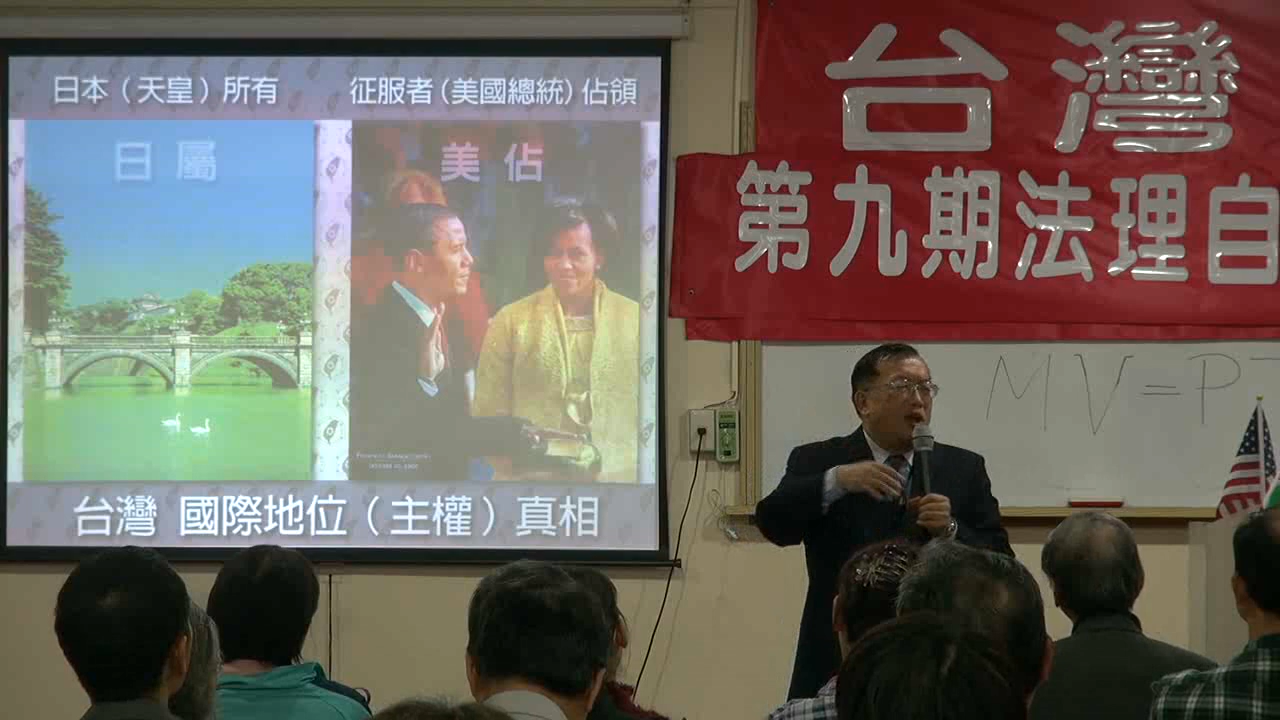 日本（天皇）所有
征服者（美國總統）佔領
日屬
美佔
台灣 國際地位（主權）真相
台灣
第九期法理自
MV=P